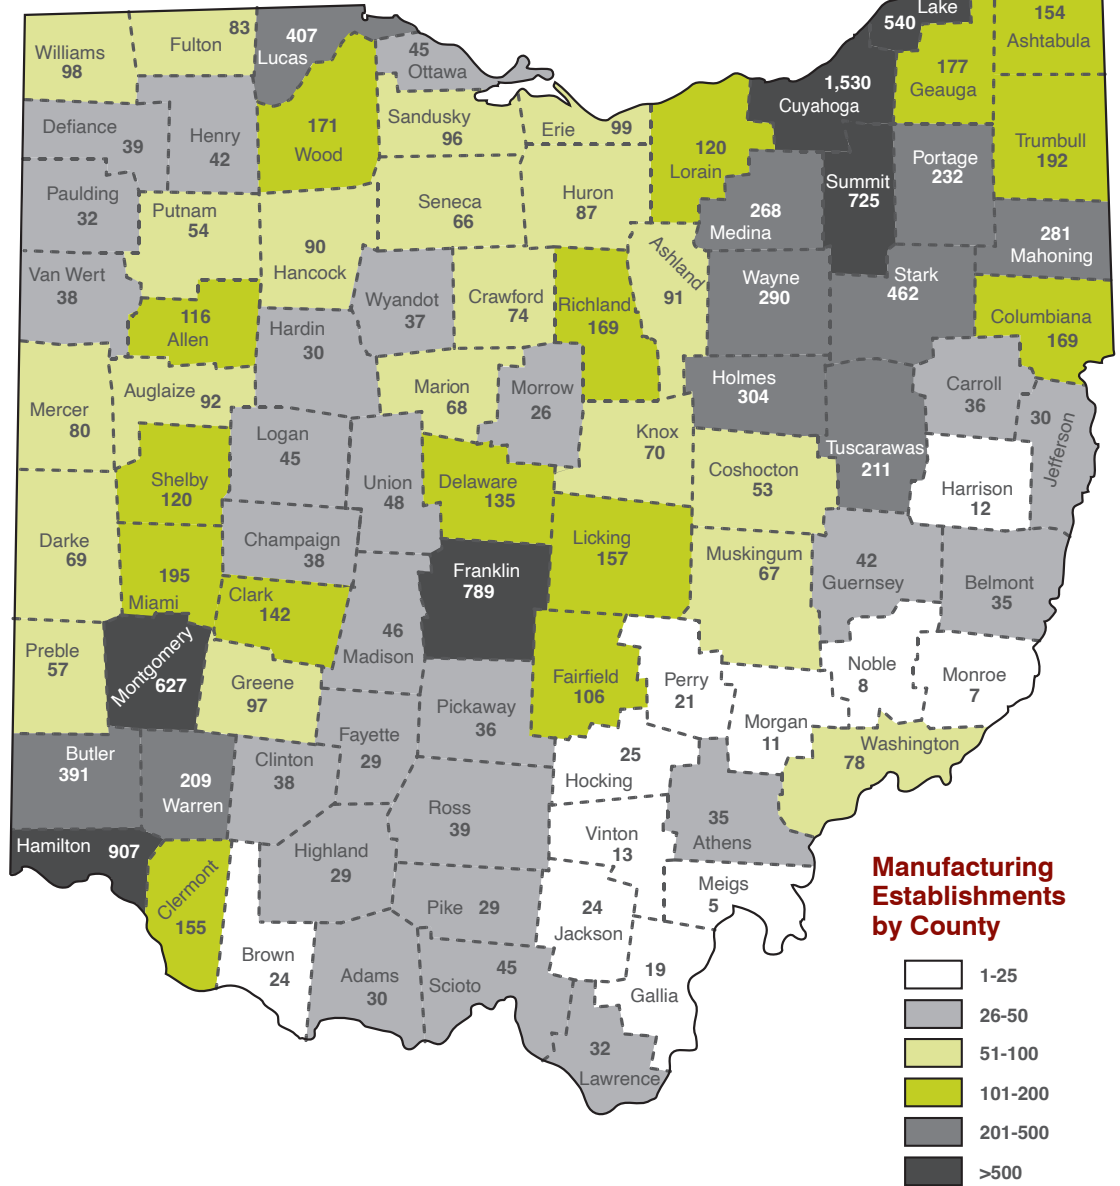 Lake
540
154
Ashtabula
83
Fulton
407
Lucas
45
Ottawa
Williams
98
177
Geauga
1,530
Cuyahoga
Sandusky
96
Erie 99
171
Wood
Defiance
39
Henry
42
120
Lorain
Trumbull
192
Portage
232
Summit
725
Paulding
32
Putnam
54
Seneca
66
Huron
87
268
Medina
281
Mahoning
90
Hancock
Ashland
91
Van Wert
38
Wyandot
37
Crawford
74
Richland
169
Wayne
290
Stark
462
116
Allen
Hardin
30
Columbiana
169
Auglaize 92
Marion
68
Morrow
26
Holmes
304
Carroll
36
30
Jefferson
Mercer
80
Logan
45
Knox
70
Tuscarawas
211
Shelby
120
Union
48
Delaware
135
Coshocton
53
Harrison
12
Darke
69
Champaign
38
Licking
157
Muskingum
67
42
Guernsey
Belmont
35
195
Miami
Clark
142
Franklin
789
Preble
57
Montgomery
627
Greene
97
46
Madison
Fairfield
106
Perry
21
Noble
8
Monroe
7
Pickaway
36
Morgan
11
Washington
78
Butler
391
209
Warren
Clinton
38
Fayette
29
25
Hocking
Ross
39
Vinton
13
35
Athens
Hamilton 907
Highland
29
Meigs
5
Clermont
155
Pike 29
24
Jackson
Brown
24
Adams
30
45
Scioto
19
Gallia
32
Lawrence
Manufacturing
Establishments
by County
1-25
26-50
51-100
101-200
201-500
>500